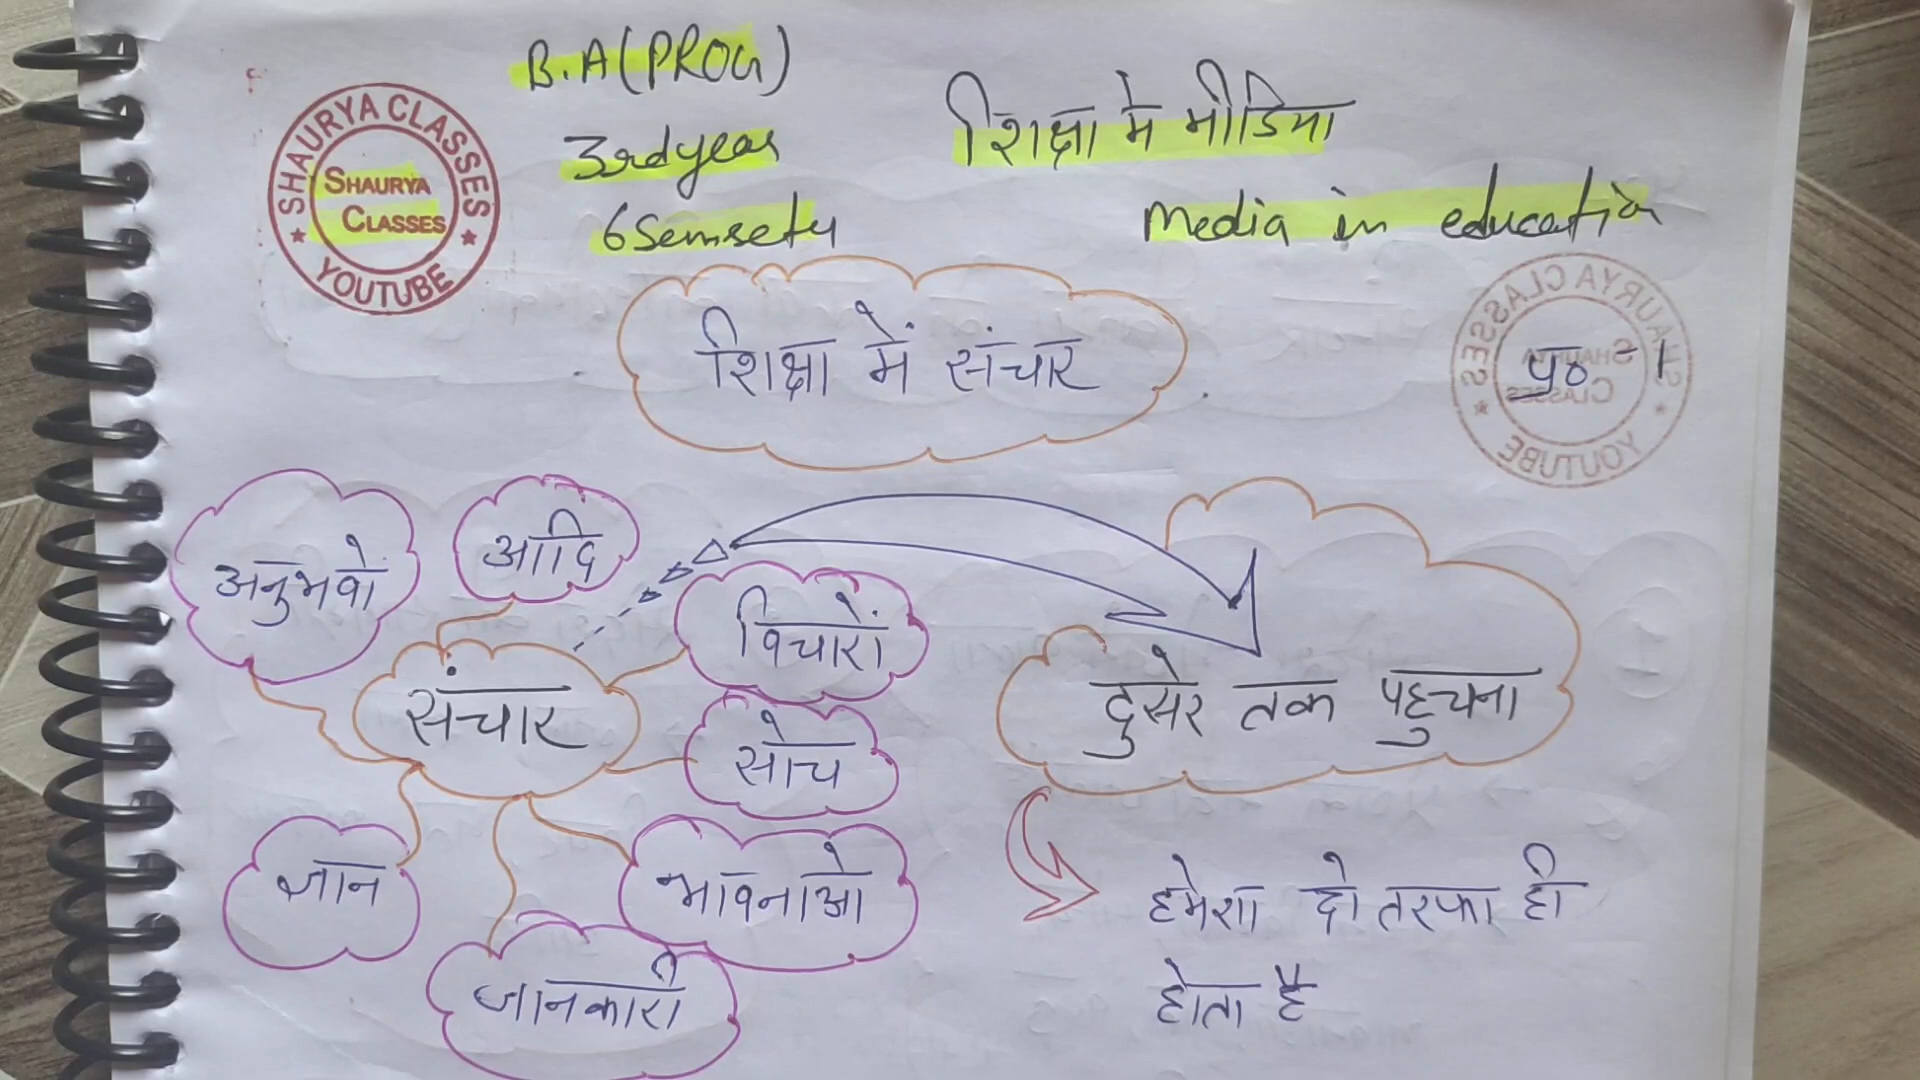 B.A (PROG)
3rd year
6 Semsetr
शिक्षा मे मीडिया
Media in education
SHAURYA CLASSES
SHAURYA
CLASSES
YOUTUBE
शिक्षा में संचार
पृ० - 1
अनुभवो
आदि
विचारों
संचार
सोच
दुसरे तक पहुचना
जान
भावनाओ
जानकारी
हमेशा दो तरफा ही
होता है